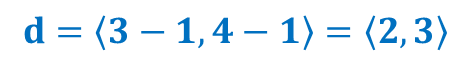 d = ⟨3 − 1, 4 − 1⟩ = ⟨2, 3⟩